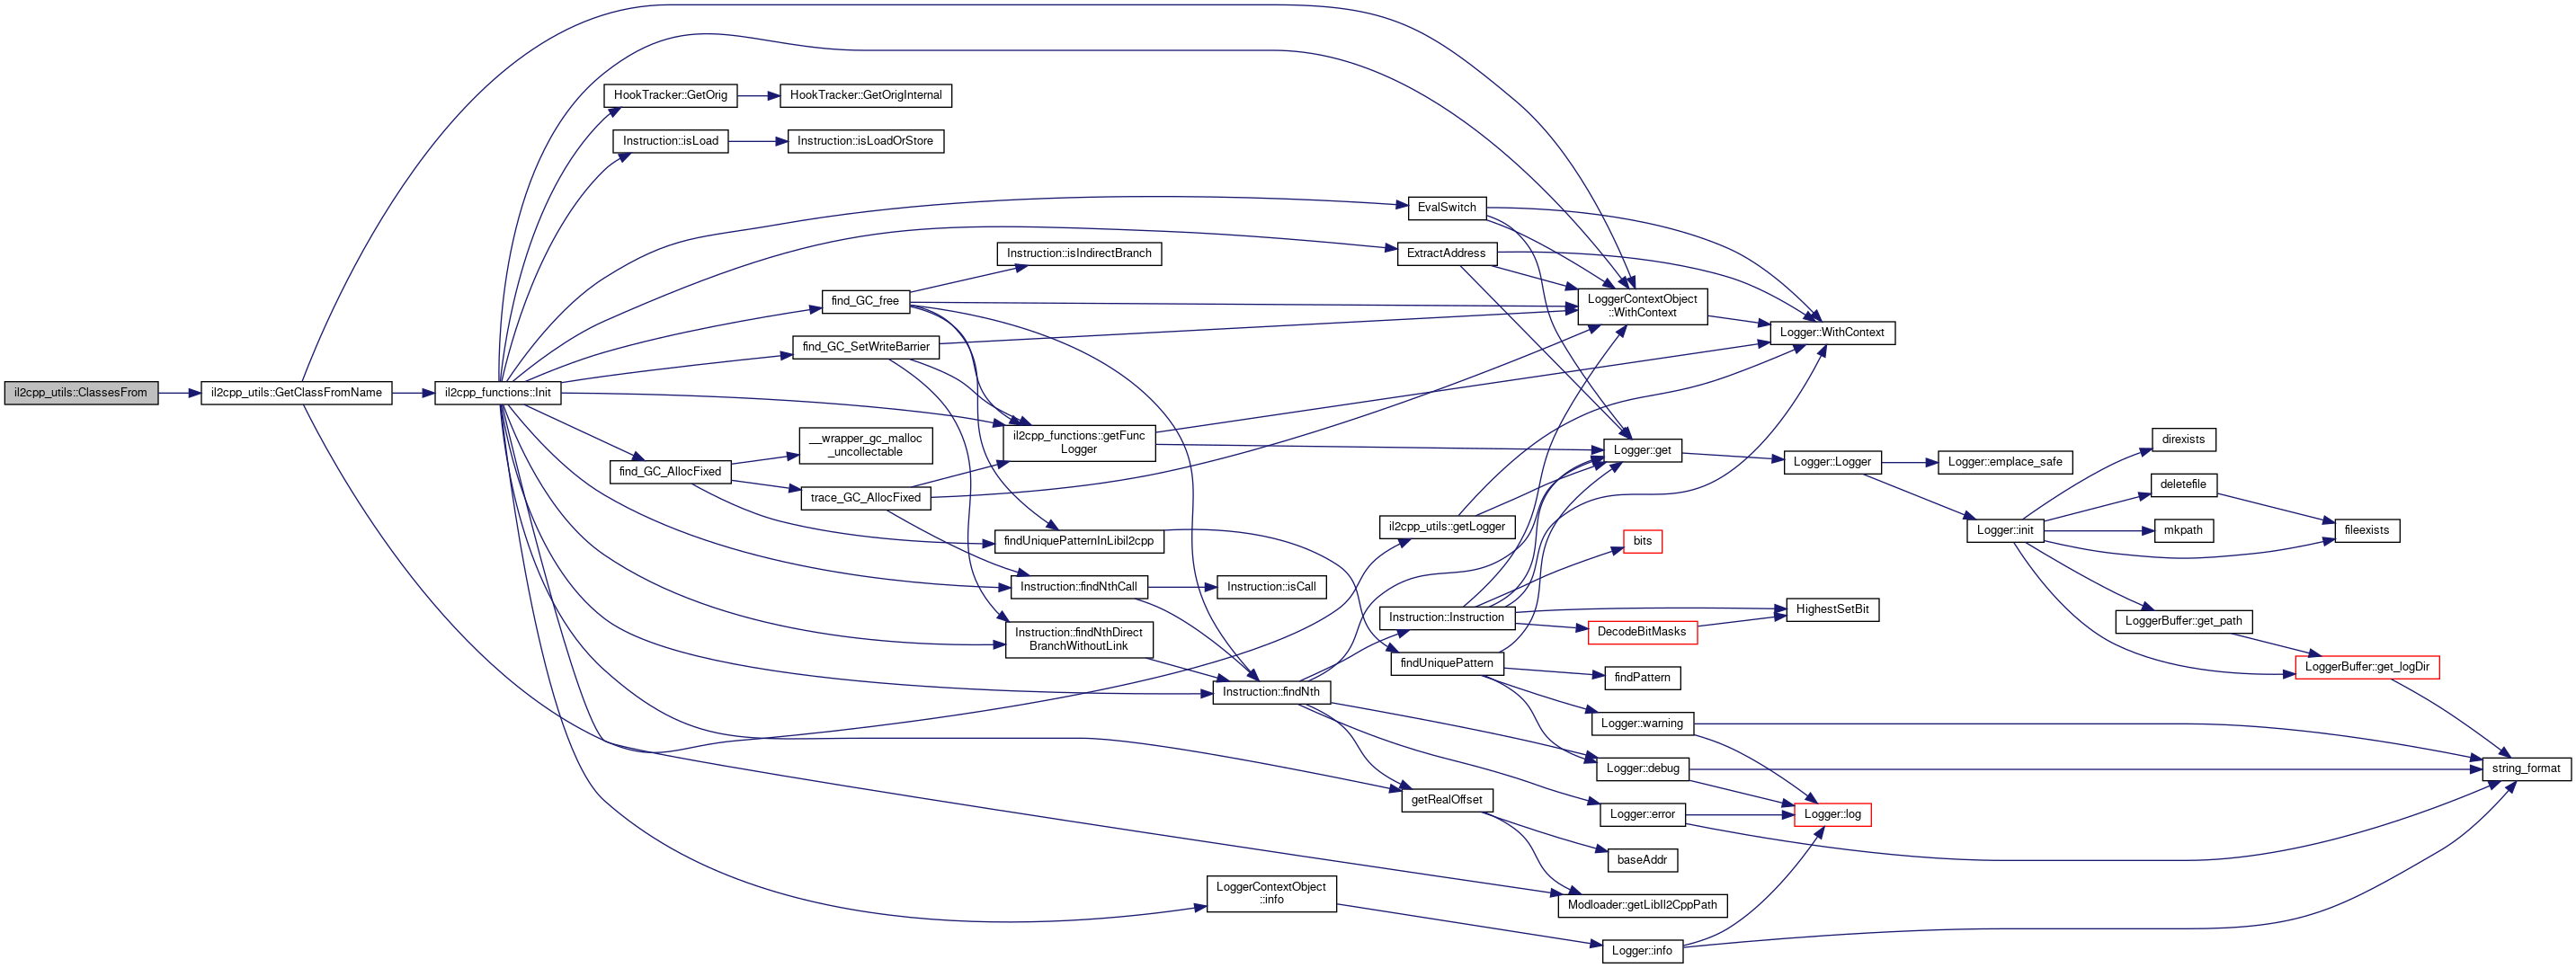 il2cpp_utils::ClassesFrom
il2cpp_utils::GetClassFromName
il2cpp_functions::Init
HookTracker::GetOrig
HookTracker::GetOrigInternal
Instruction::isLoad
Instruction::isLoadOrStore
EvalSwitch
ExtractAddress
Instruction::isIndirectBranch
find_GC_free
find_GC_SetWriteBarrier
LoggerContextObject
::WithContext
Logger::WithContext
il2cpp_functions::getFunc
Logger
__wrapper_gc_malloc
_uncollectable
find_GC_AllocFixed
trace_GC_AllocFixed
findUniquePatternInLibil2cpp
Instruction::findNthCall
Instruction::isCall
Instruction::findNthDirect
BranchWithoutLink
Instruction::findNth
il2cpp_utils::getLogger
Instruction::Instruction
findUniquePattern
getRealOffset
Logger::get
Logger::Logger
Logger::emplace_safe
Logger::init
direxists
deletefile
mkpath
fileexists
LoggerBuffer::get_path
LoggerBuffer::get_logDir
string_format
bits
HighestSetBit
DecodeBitMasks
findPattern
Logger::warning
Logger::debug
Logger::error
Logger::log
baseAddr
Modloader::getLibIl2CppPath
LoggerContextObject
::info
Logger::info